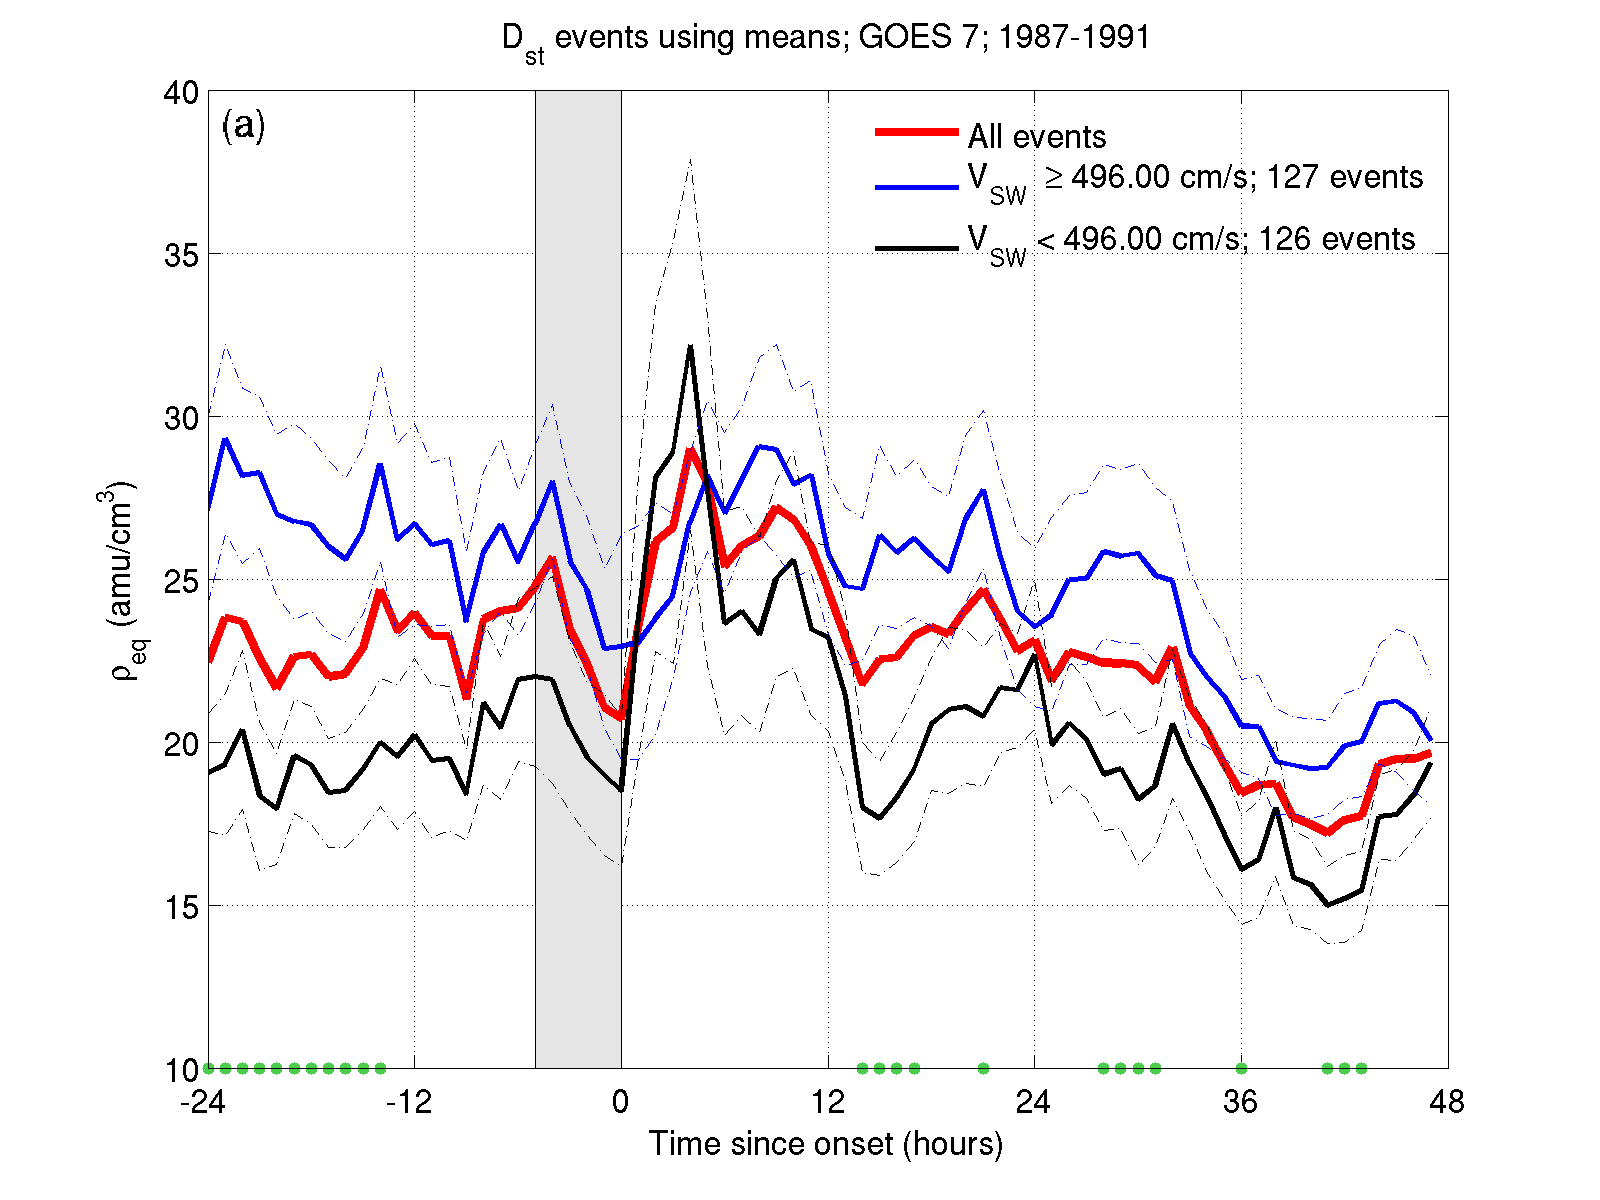 Dst events using means; GOES 7; 1987-1991
(a)
All events
VSW ≥ 496.00 cm/s; 127 events
VSW < 496.00 cm/s; 126 events
40
35
30
25
20
15
10
ρeq (amu/cm³)
-24 -12 0 12 24 36 48
Time since onset (hours)